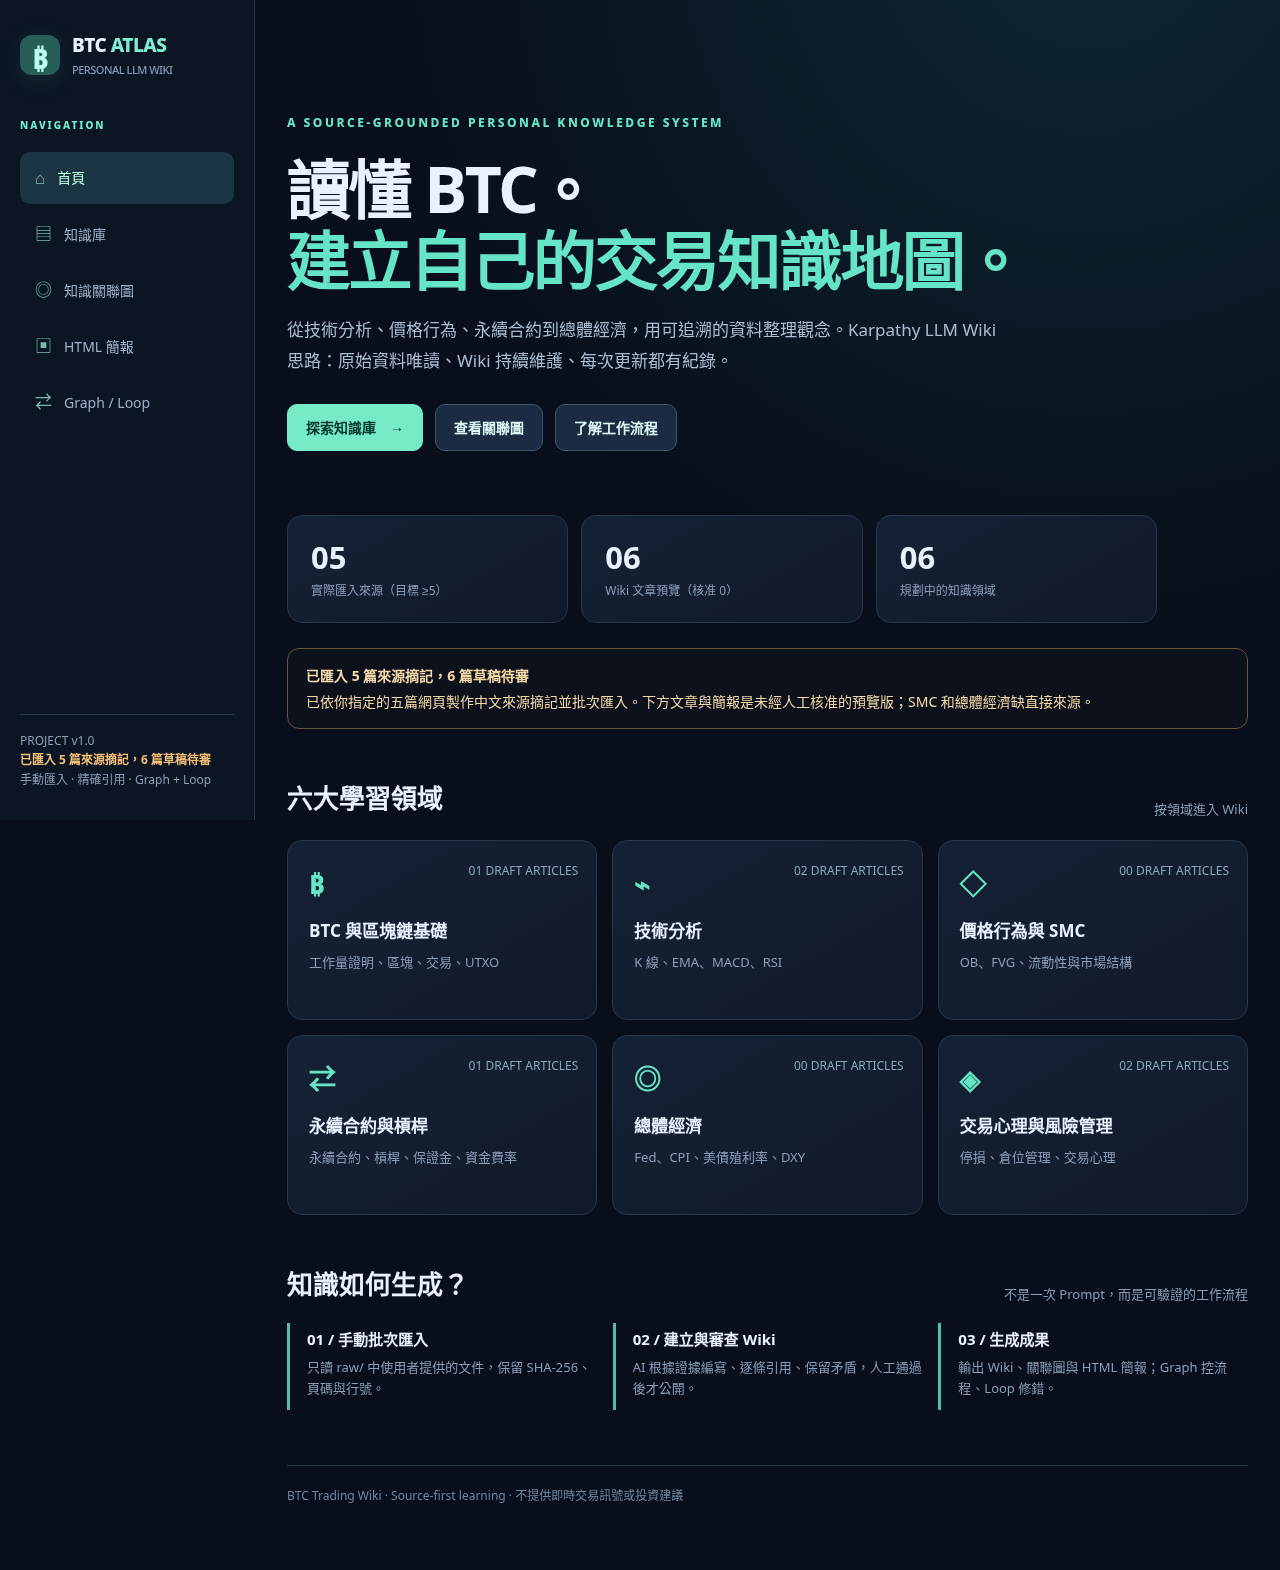 BTC ATLAS
PERSONAL LLM WIKI
NAVIGATION
首頁
知識庫
知識關聯圖
HTML 簡報
Graph / Loop
PROJECT v1.0
已匯入 5 篇來源摘記，6 篇草稿待審
手動匯入 · 精確引用 · Graph + Loop
A SOURCE-GROUNDED PERSONAL KNOWLEDGE SYSTEM
讀懂 BTC。
建立自己的交易知識地圖。
從技術分析、價格行為、永續合約到總體經濟，用可追溯的資料整理觀念。Karpathy LLM Wiki
思路：原始資料唯讀、Wiki 持續維護、每次更新都有紀錄。
探索知識庫 →
查看關聯圖
了解工作流程
05
實際匯入來源（目標 ≥5）
06
Wiki 文章預覽（核准 0）
06
規劃中的知識領域
已匯入 5 篇來源摘記，6 篇草稿待審
已依你指定的五篇網頁製作中文來源摘記並批次匯入。下方文章與簡報是未經人工核准的預覽版；SMC 和總體經濟缺直接來源。
六大學習領域
按領域進入 Wiki
01 DRAFT ARTICLES
BTC 與區塊鏈基礎
工作量證明、區塊、交易、UTXO
02 DRAFT ARTICLES
技術分析
K 線、EMA、MACD、RSI
00 DRAFT ARTICLES
價格行為與 SMC
OB、FVG、流動性與市場結構
01 DRAFT ARTICLES
永續合約與槓桿
永續合約、槓桿、保證金、資金費率
00 DRAFT ARTICLES
總體經濟
Fed、CPI、美債殖利率、DXY
02 DRAFT ARTICLES
交易心理與風險管理
停損、倉位管理、交易心理
知識如何生成？
不是一次 Prompt，而是可驗證的工作流程
01 / 手動批次匯入
只讀 raw/ 中使用者提供的文件，保留 SHA-256、
頁碼與行號。
02 / 建立與審查 Wiki
AI 根據證據編寫、逐條引用、保留矛盾，人工通過
後才公開。
03 / 生成成果
輸出 Wiki、關聯圖與 HTML 簡報；Graph 控流
程、Loop 修錯。
BTC Trading Wiki · Source-first learning · 不提供即時交易訊號或投資建議